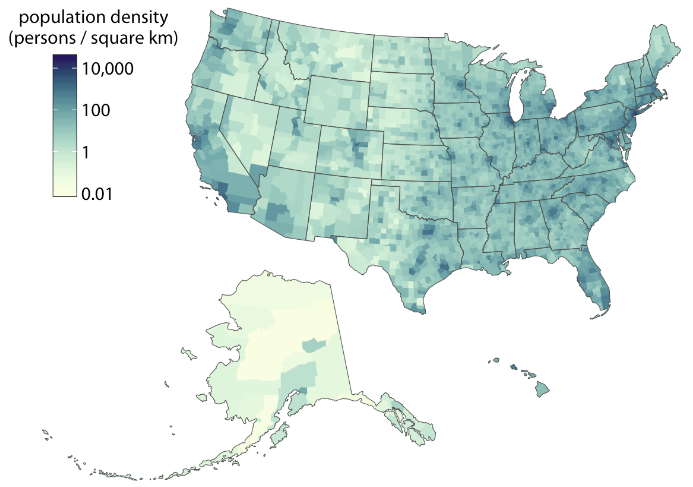 population density
(persons / square km)
10,000
100
1
0.01